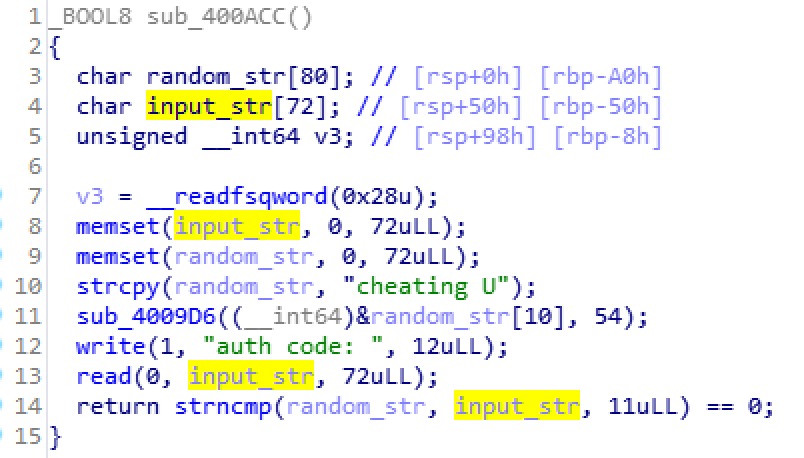 1 _BOOL8 sub_400ACC()
2 {
3 char random_str[80]; // [rsp+0h] [rbp-A0h]
4 char input_str[72]; // [rsp+50h] [rbp-50h]
5 unsigned __int64 v3; // [rsp+98h] [rbp-8h]
6
7 v3 = __readfsqword(0x28u);
8 memset(input_str, 0, 72uLL);
9 memset(random_str, 0, 72uLL);
10 strcpy(random_str, "cheating U");
11 sub_4009D6((__int64)&random_str[10], 54);
12 write(1, "auth code: ", 12uLL);
13 read(0, input_str, 72uLL);
14 return strncmp(random_str, input_str, 11uLL) == 0;
15 }